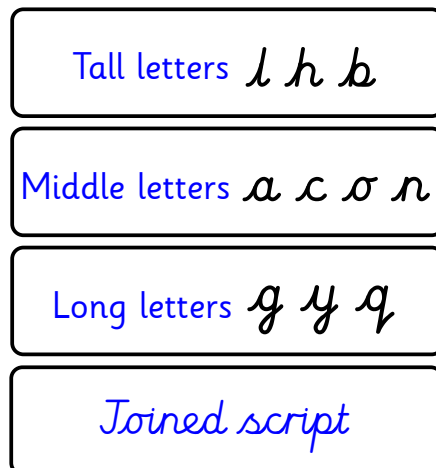 Tall letters l h b
Middle letters a c o n
Long letters g y q
Joined script